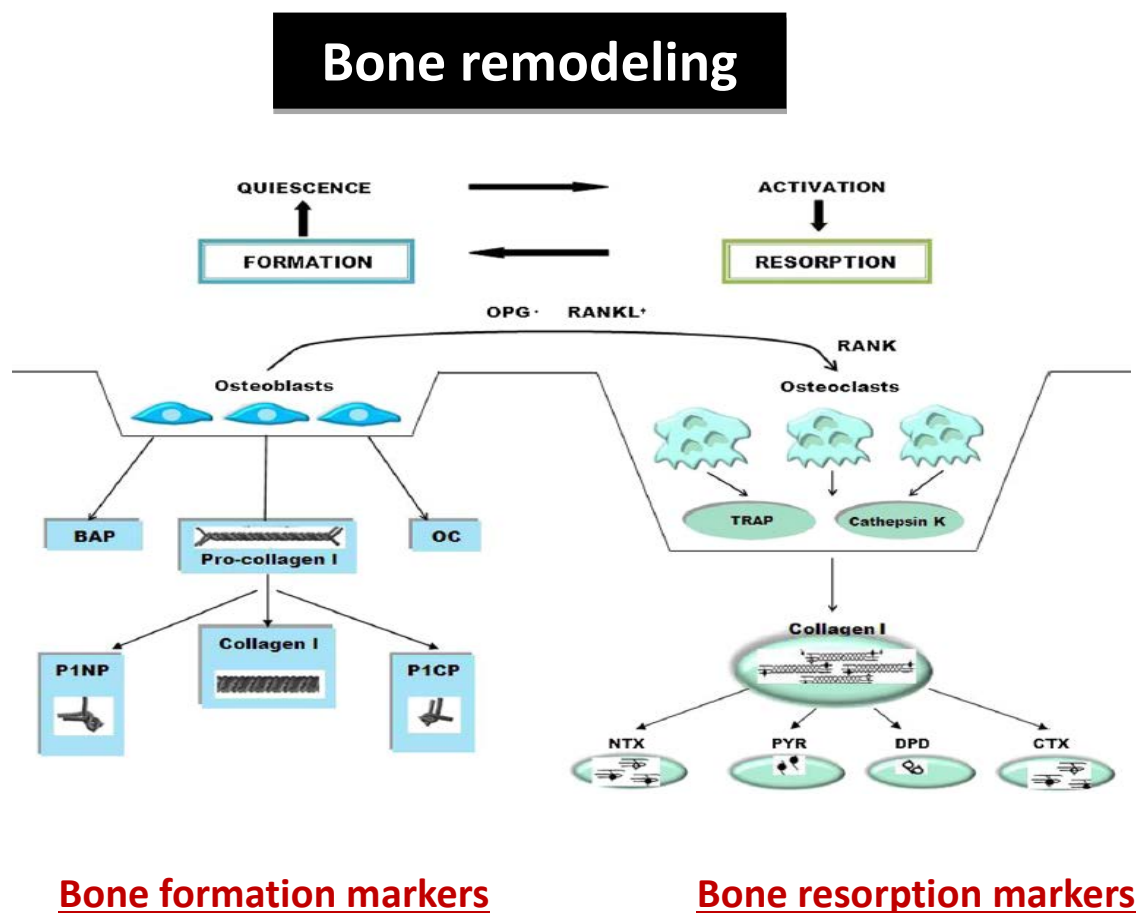 Bone remodeling
QUIESCENCE
ACTIVATION
FORMATION
RESORPTION
OPG - RANKL+
RANK
Osteoblasts
Osteoclasts
BAP
Pro-collagen I
OC
TRAP
Cathepsin K
P1NP
Collagen I
P1CP
Collagen I
NTX
PYR
DPD
CTX
Bone formation markers
Bone resorption markers